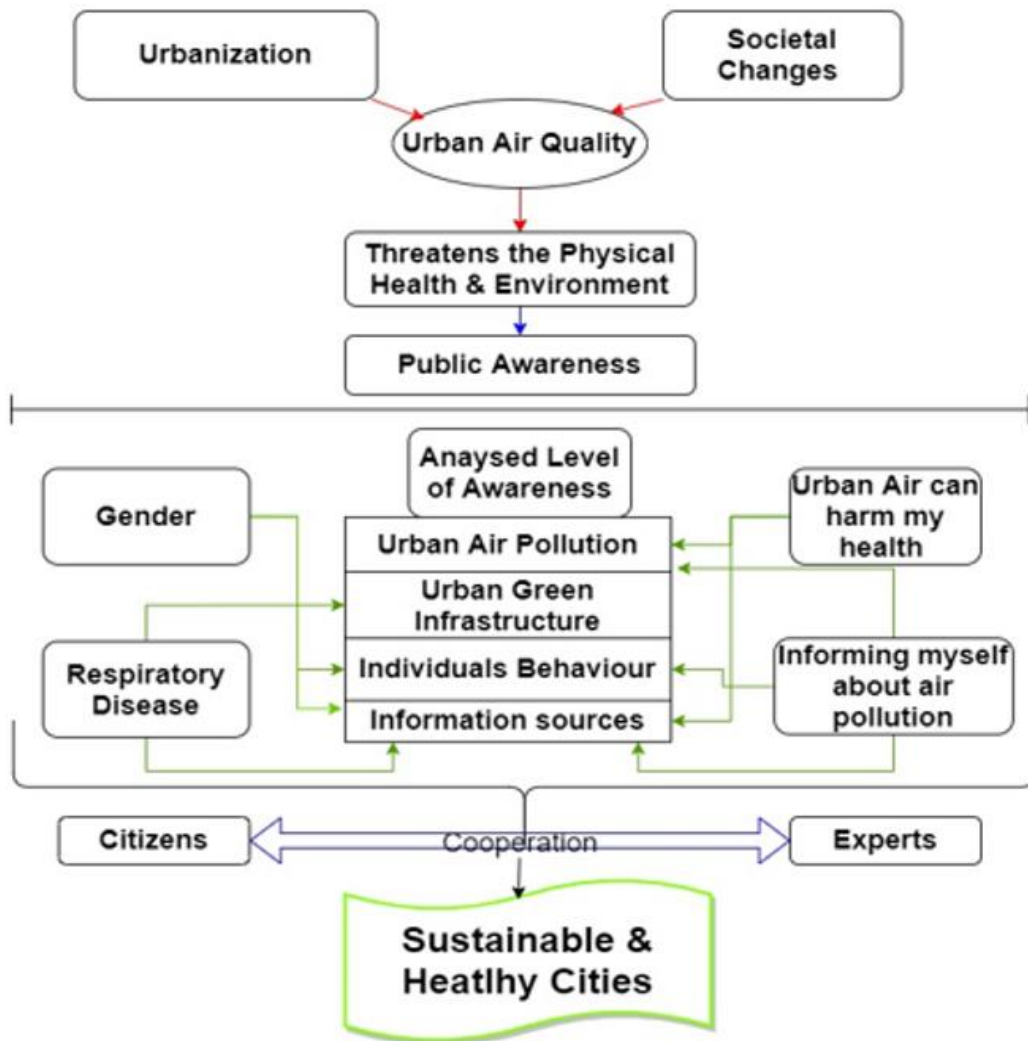 Urbanization
Societal
Changes
Urban Air Quality
Threatens the Physical
Health & Environment
Public Awareness
Anaysed Level
of Awareness
Gender
Urban Air can
harm my
health
Urban Air Pollution
Urban Green
Infrastructure
Respiratory
Disease
Individuals Behaviour
Informing myself
about air
pollution
Information sources
Citizens
Cooperation
Experts
Sustainable &
Heatlhy Cities